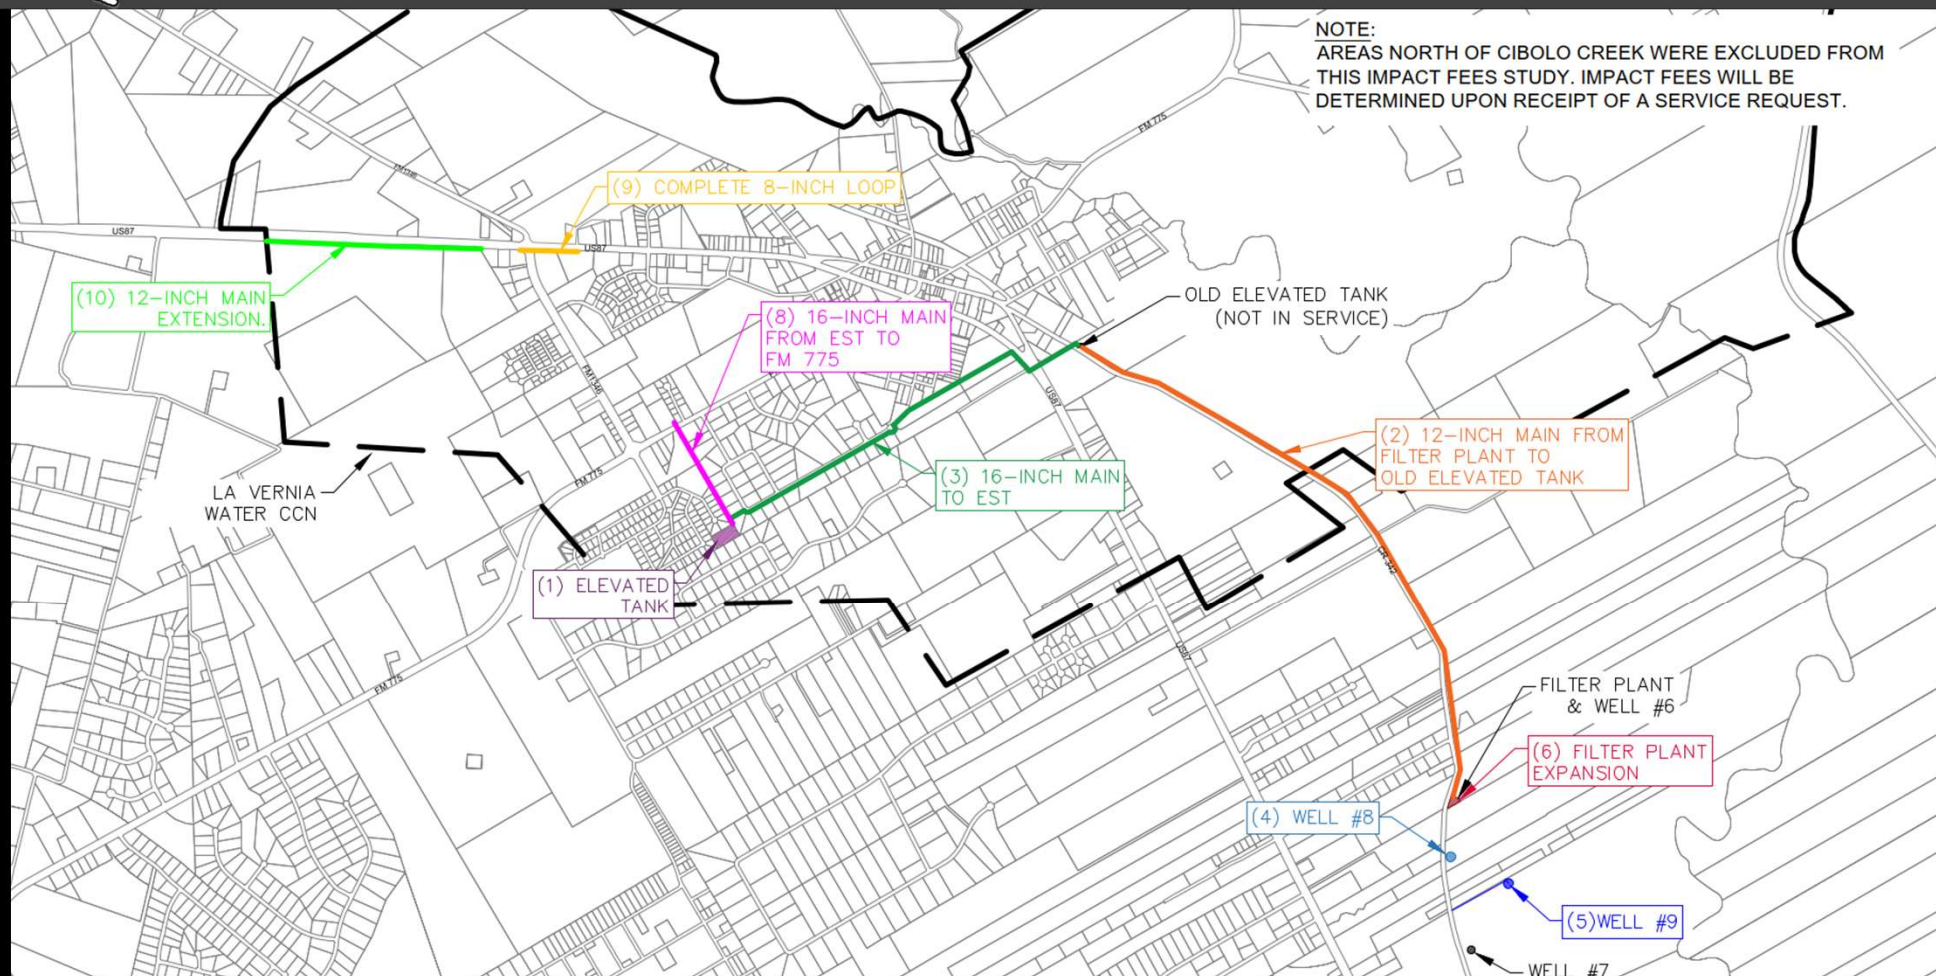 NOTE:
AREAS NORTH OF CIBOLO CREEK WERE EXCLUDED FROM
THIS IMPACT FEES STUDY. IMPACT FEES WILL BE
DETERMINED UPON RECEIPT OF A SERVICE REQUEST.
FM 775
FM1346
(9) COMPLETE 8-INCH LOOP
US87
US87
(10) 12-INCH MAIN
EXTENSION.
(8) 16-INCH MAIN
FROM EST TO
FM 775
OLD ELEVATED TANK
(NOT IN SERVICE)
FM1346
US87
(2) 12-INCH MAIN FROM
FILTER PLANT TO
OLD ELEVATED TANK
(3) 16-INCH MAIN
TO EST
FM 775
LA VERNIA
WATER CCN
CR 342
(1) ELEVATED
TANK
US87
FM 775
FILTER PLANT
& WELL #6
(6) FILTER PLANT
EXPANSION
(4) WELL #8
(5)WELL #9
WELL #7